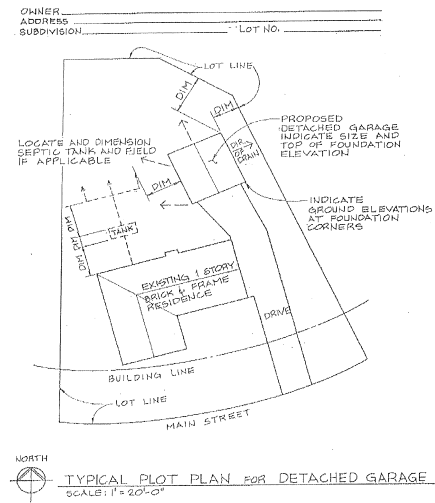 OWNER
ADDRESS
SUBDIVISION LOT NO.
LOT LINE
DIM
DIM
PROPOSED
DETACHED GARAGE
INDICATE SIZE AND
TOP OF FOUNDATION
ELEVATION
LOCATE AND DIMENSION
SEPTIC TANK AND FIELD
IF APPLICABLE
DIR
OF
DRAIN
DIM
INDICATE
GROUND ELEVATIONS
AT FOUNDATION
CORNERS
DIM
DIM
TANK
DIM
DIM
EXISTING 1 STORY
BRICK & FRAME
RESIDENCE
DRIVE
BUILDING LINE
LOT LINE
MAIN STREET
NORTH
TYPICAL PLOT PLAN FOR DETACHED GARAGE
SCALE: 1" = 20'-0"